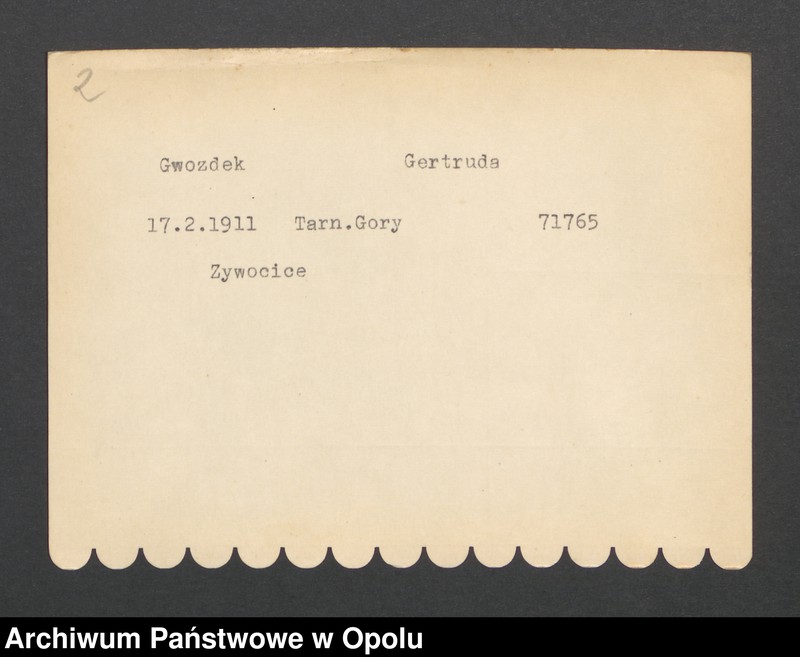 2
Gwozdek Gertruda
17.2.1911 Tarn.Gory 71765
Zywocice
Archiwum Państwowe w Opolu